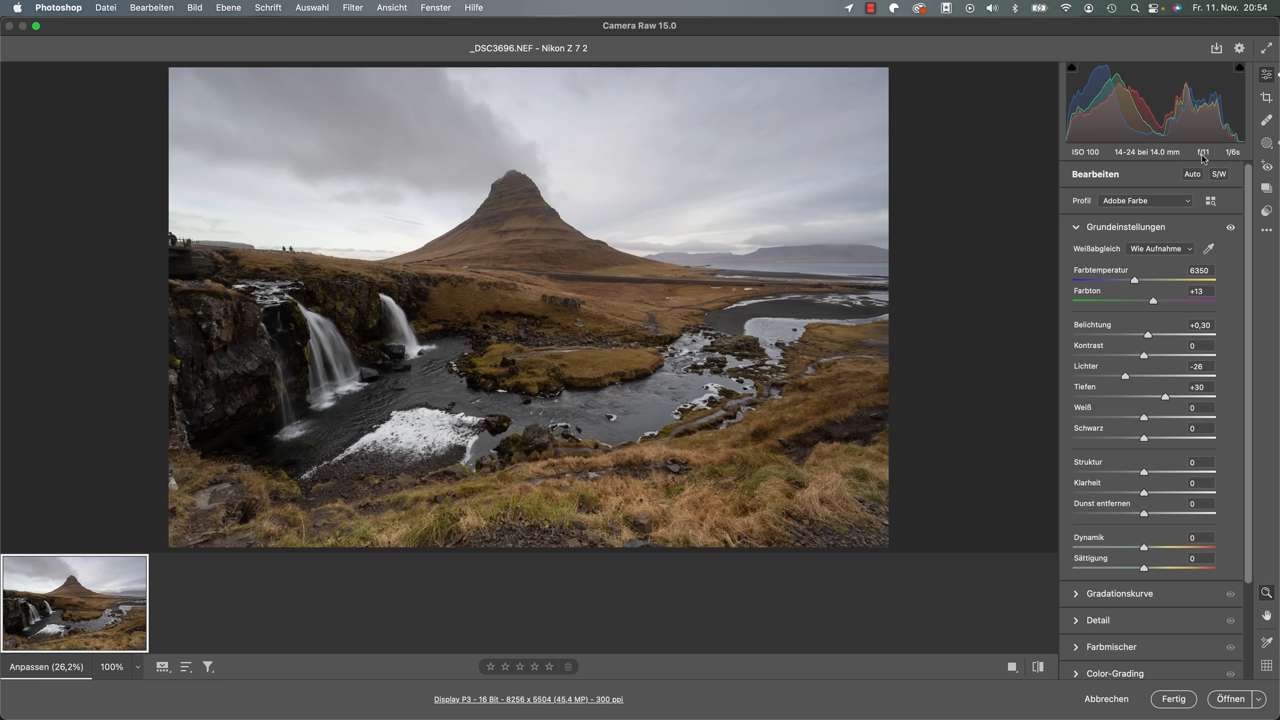 Photoshop Datei Bearbeiten Bild Ebene Schrift Auswahl Filter Ansicht Fenster Hilfe Fr. 11. Nov. 20:54
Camera Raw 15.0
_DSC3696.NEF - Nikon Z 7 2
ISO 100 14-24 bei 14.0 mm f/11 1/6s
Bearbeiten Auto S/W
Profil Adobe Farbe
Grundeinstellungen
Weißabgleich Wie Aufnahme
Farbtemperatur 6350
Farbton +13
Belichtung +0,30
Kontrast 0
Lichter -26
Tiefen +30
Weiß 0
Schwarz 0
Struktur 0
Klarheit 0
Dunst entfernen 0
Dynamik 0
Sättigung 0
Gradationskurve
Detail
Farbmischer
Color-Grading
Anpassen (26,2%) 100%
Display P3 - 16 Bit - 8256 x 5504 (45,4 MP) - 300 ppi
Abbrechen Fertig Öffnen